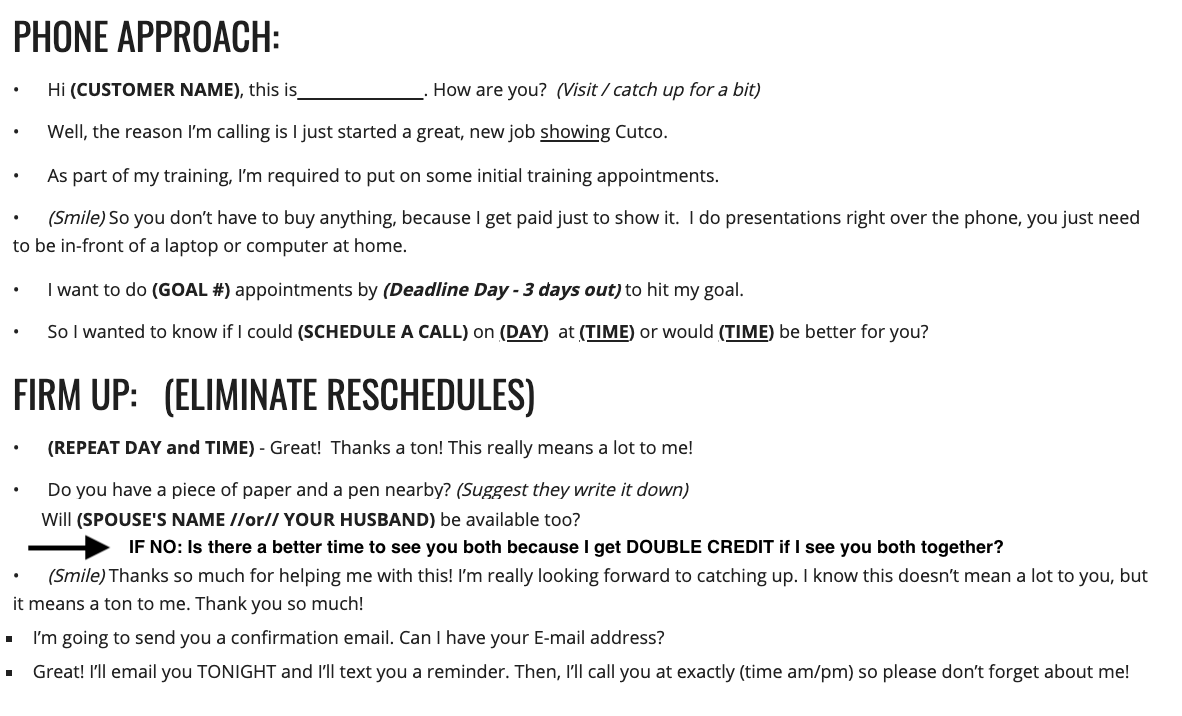 PHONE APPROACH:
• Hi (CUSTOMER NAME), this is______________. How are you? (Visit / catch up for a bit)
• Well, the reason I’m calling is I just started a great, new job showing Cutco.
• As part of my training, I’m required to put on some initial training appointments.
• (Smile) So you don’t have to buy anything, because I get paid just to show it. I do presentations right over the phone, you just need
to be in-front of a laptop or computer at home.
• I want to do (GOAL #) appointments by (Deadline Day - 3 days out) to hit my goal.
• So I wanted to know if I could (SCHEDULE A CALL) on (DAY) at (TIME) or would (TIME) be better for you?
FIRM UP: (ELIMINATE RESCHEDULES)
• (REPEAT DAY and TIME) - Great! Thanks a ton! This really means a lot to me!
• Do you have a piece of paper and a pen nearby? (Suggest they write it down)
Will (SPOUSE'S NAME //or// YOUR HUSBAND) be available too?
IF NO: Is there a better time to see you both because I get DOUBLE CREDIT if I see you both together?
• (Smile) Thanks so much for helping me with this! I’m really looking forward to catching up. I know this doesn’t mean a lot to you, but
it means a ton to me. Thank you so much!
▪ I’m going to send you a confirmation email. Can I have your E-mail address?
▪ Great! I’ll email you TONIGHT and I’ll text you a reminder. Then, I’ll call you at exactly (time am/pm) so please don’t forget about me!